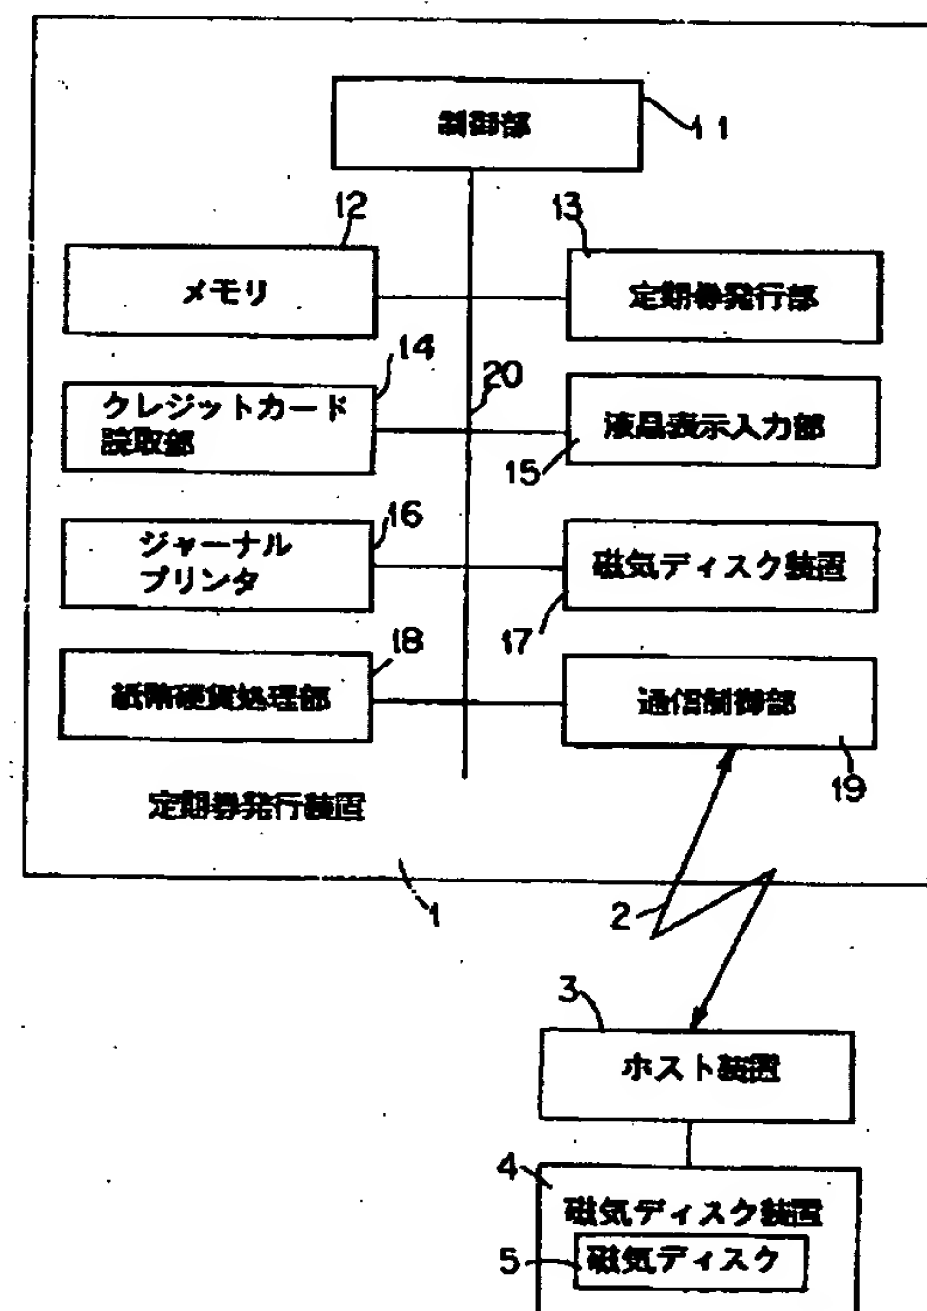 制御部
11
12
メモリ
13
定期券発行部
14
クレジットカード
読取部
20
液晶表示入力部
15
16
ジャーナル
プリンタ
磁気ディスク装置
17
18
紙幣硬貨処理部
通信制御部
19
定期券発行装置
1
2
3
ホスト装置
4
磁気ディスク装置
5
磁気ディスク